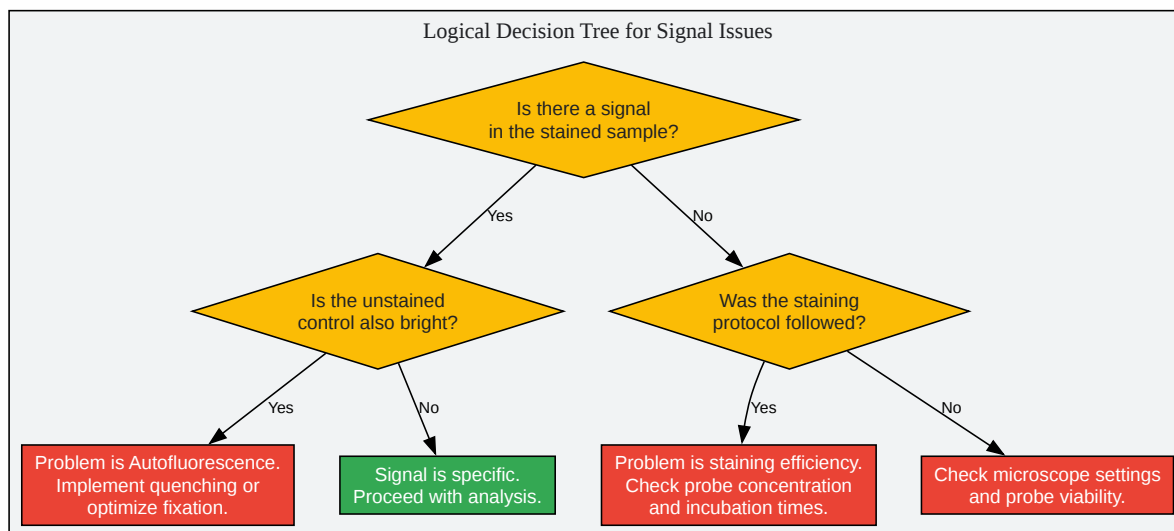 Logical Decision Tree for Signal Issues
Is there a signal
in the stained sample?
Yes
No
Is the unstained
control also bright?
Was the staining
protocol followed?
Yes
No
Yes
No
Problem is Autofluorescence.
Implement quenching or
optimize fixation.
Signal is specific.
Proceed with analysis.
Problem is staining efficiency.
Check probe concentration
and incubation times.
Check microscope settings
and probe viability.